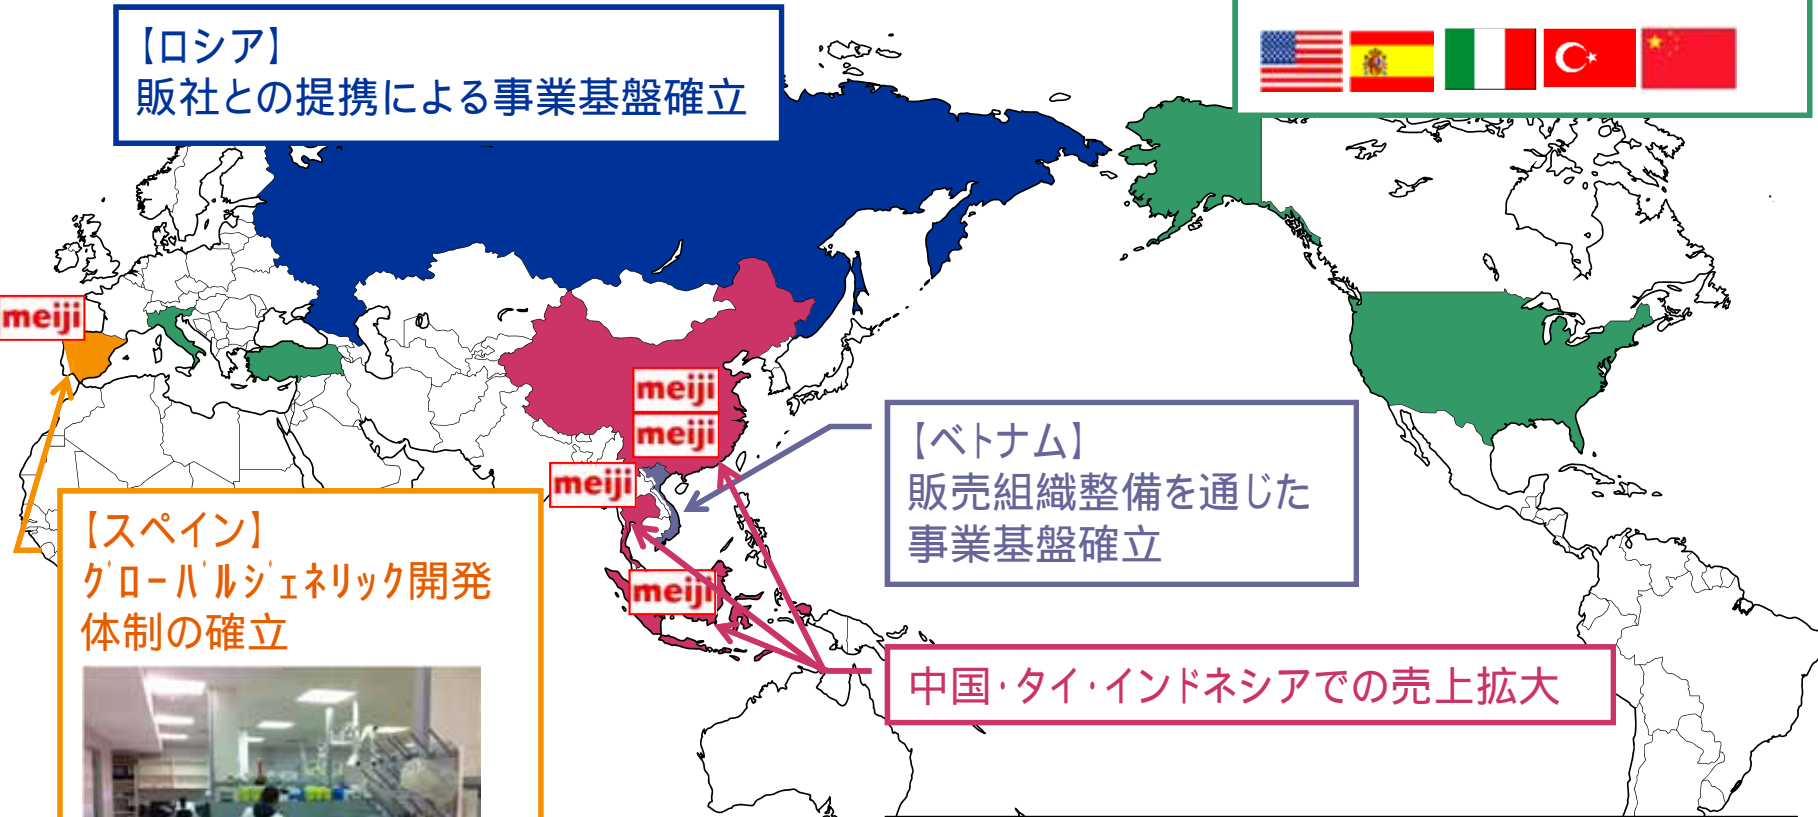 【ロシア】
販社との提携による事業基盤確立
meiji
meiji
meiji
meiji
meiji
【ベトナム】
販売組織整備を通じた
事業基盤確立
【スペイン】
グローバルジェネリック開発
体制の確立
中国・タイ・インドネシアでの売上拡大